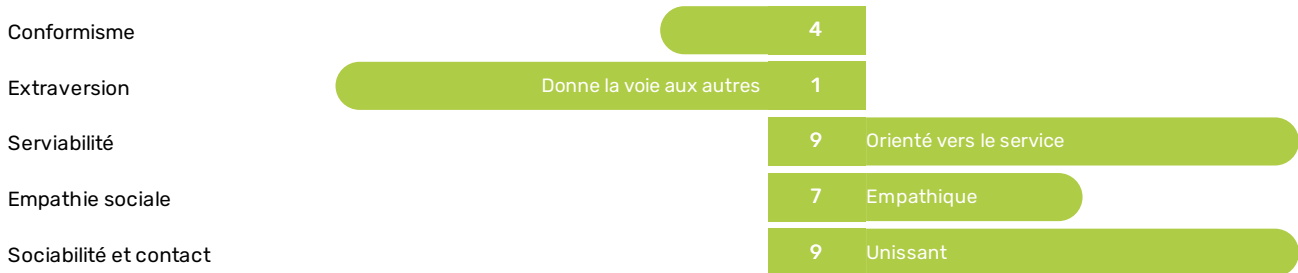 Conformisme 4
Extraversion Donne la voie aux autres 1
Serviabilité 9 Orienté vers le service
Empathie sociale 7 Empathique
Sociabilité et contact 9 Unissant